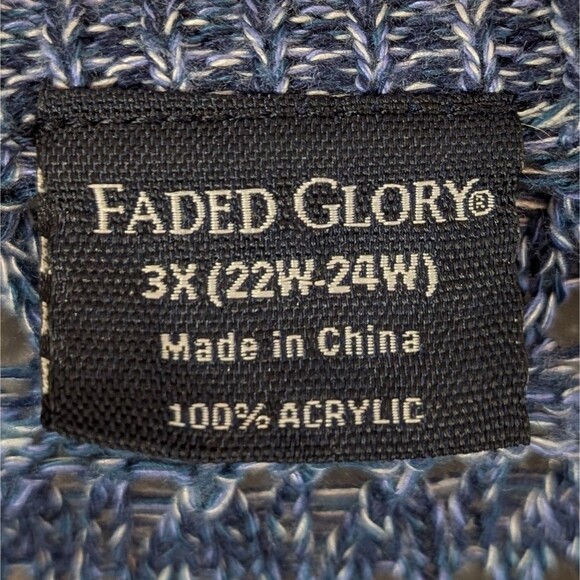 FADED GLORY®
3X (22W-24W)
Made in China
100% ACRYLIC